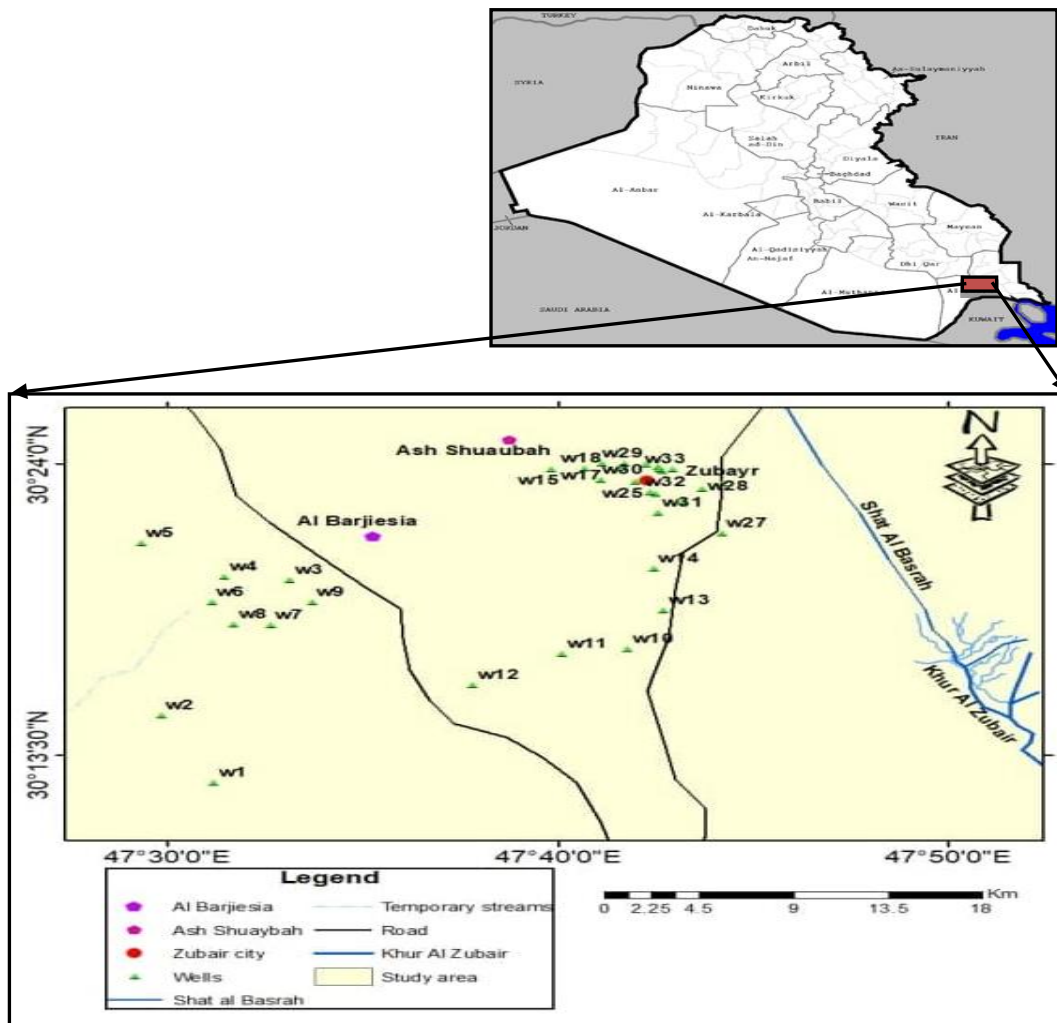 TURKEY
Dahuk
Arbil
As-Sulaymaniyyah
SYRIA
Ninawa
Kirkuk
IRAN
Salah
ad-Din
Diyala
Baghdad
Al-Anbar
Babil
Wasit
Al-Karbala
JORDAN
Maysan
Al-Qadisiyyah
An-Najaf
Dhi Qar
Al-Muthan
Al
SAUDI ARABIA
KUWAIT
N
30°24'0"N
30°13'30"N
Ash Shuaubah
w18
w29
w33
w15
w17
w30
Zubayr
w32
w28
w25
w31
Al Barjiesia
w27
w5
w4
w3
w14
w6
w9
w13
w8
w7
w11
w10
w12
w2
w1
Shat Al Basrah
Khur Al Zubair
47°30'0"E
47°40'0"E
47°50'0"E
Legend
Al Barjiesia
Temporary streams
Ash Shuaybah
Road
Zubair city
Khur Al Zubair
Wells
Study area
Shat al Basrah
Km
0 2.25 4.5 9 13.5 18